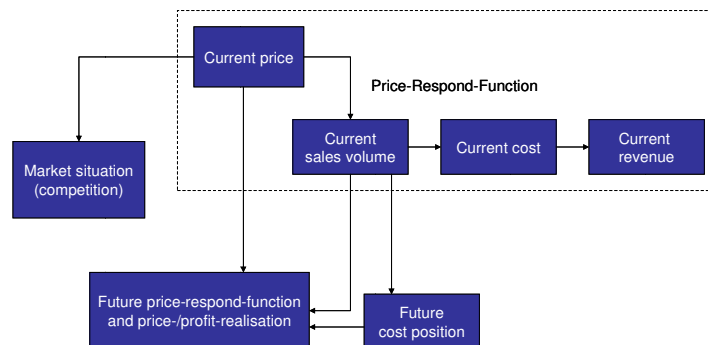 Current price
Price-Respond-Function
Current
sales volume
Current cost
Current
revenue
Market situation
(competition)
Future price-respond-function
and price-/profit-realisation
Future
cost position